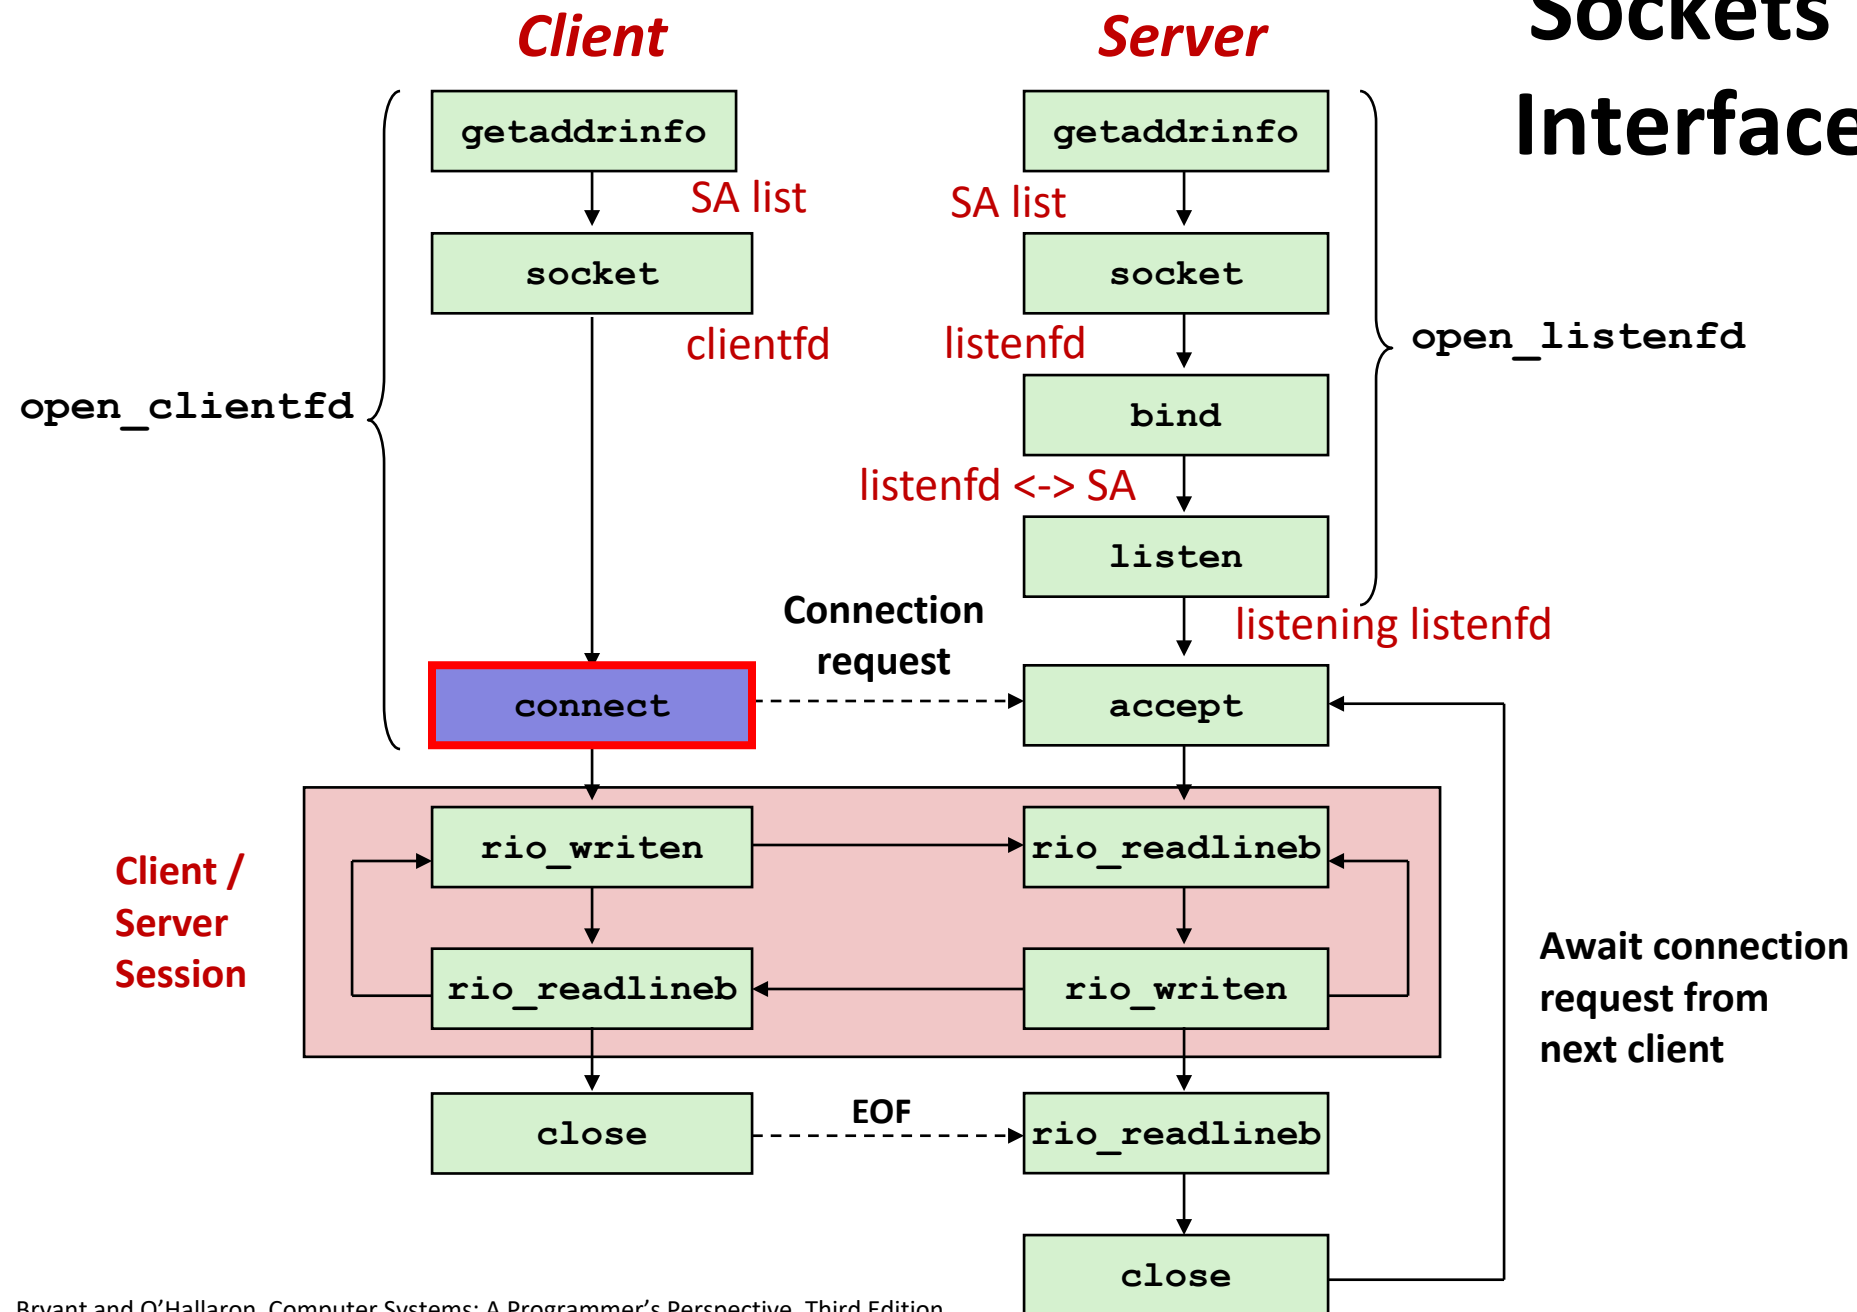 Sockets
Interface
Client
Server
getaddrinfo
getaddrinfo
SA list
SA list
socket
socket
clientfd
listenfd
open_listenfd
open_clientfd
bind
listenfd <-> SA
listen
Connection
request
listening listenfd
connect
accept
Client /
Server
Session
rio_writen
rio_readlineb
rio_readlineb
rio_writen
Await connection
request from
next client
close
EOF
rio_readlineb
close
Bryant and O'Hallaron, Computer Systems: A Programmer's Perspective, Third Edition